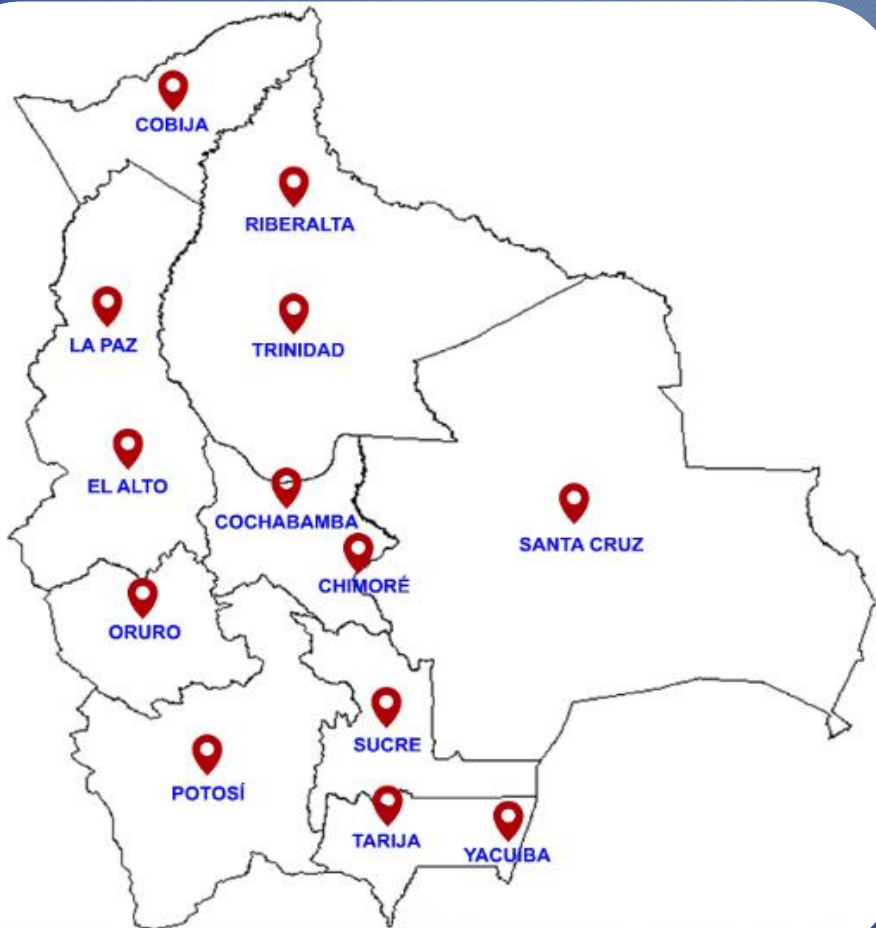 COBIJA
RIBERALTA
LA PAZ
TRINIDAD
EL ALTO
COCHABAMBA
SANTA CRUZ
CHIMORÉ
ORURO
SUCRE
POTOSÍ
TARIJA
YACUIBA